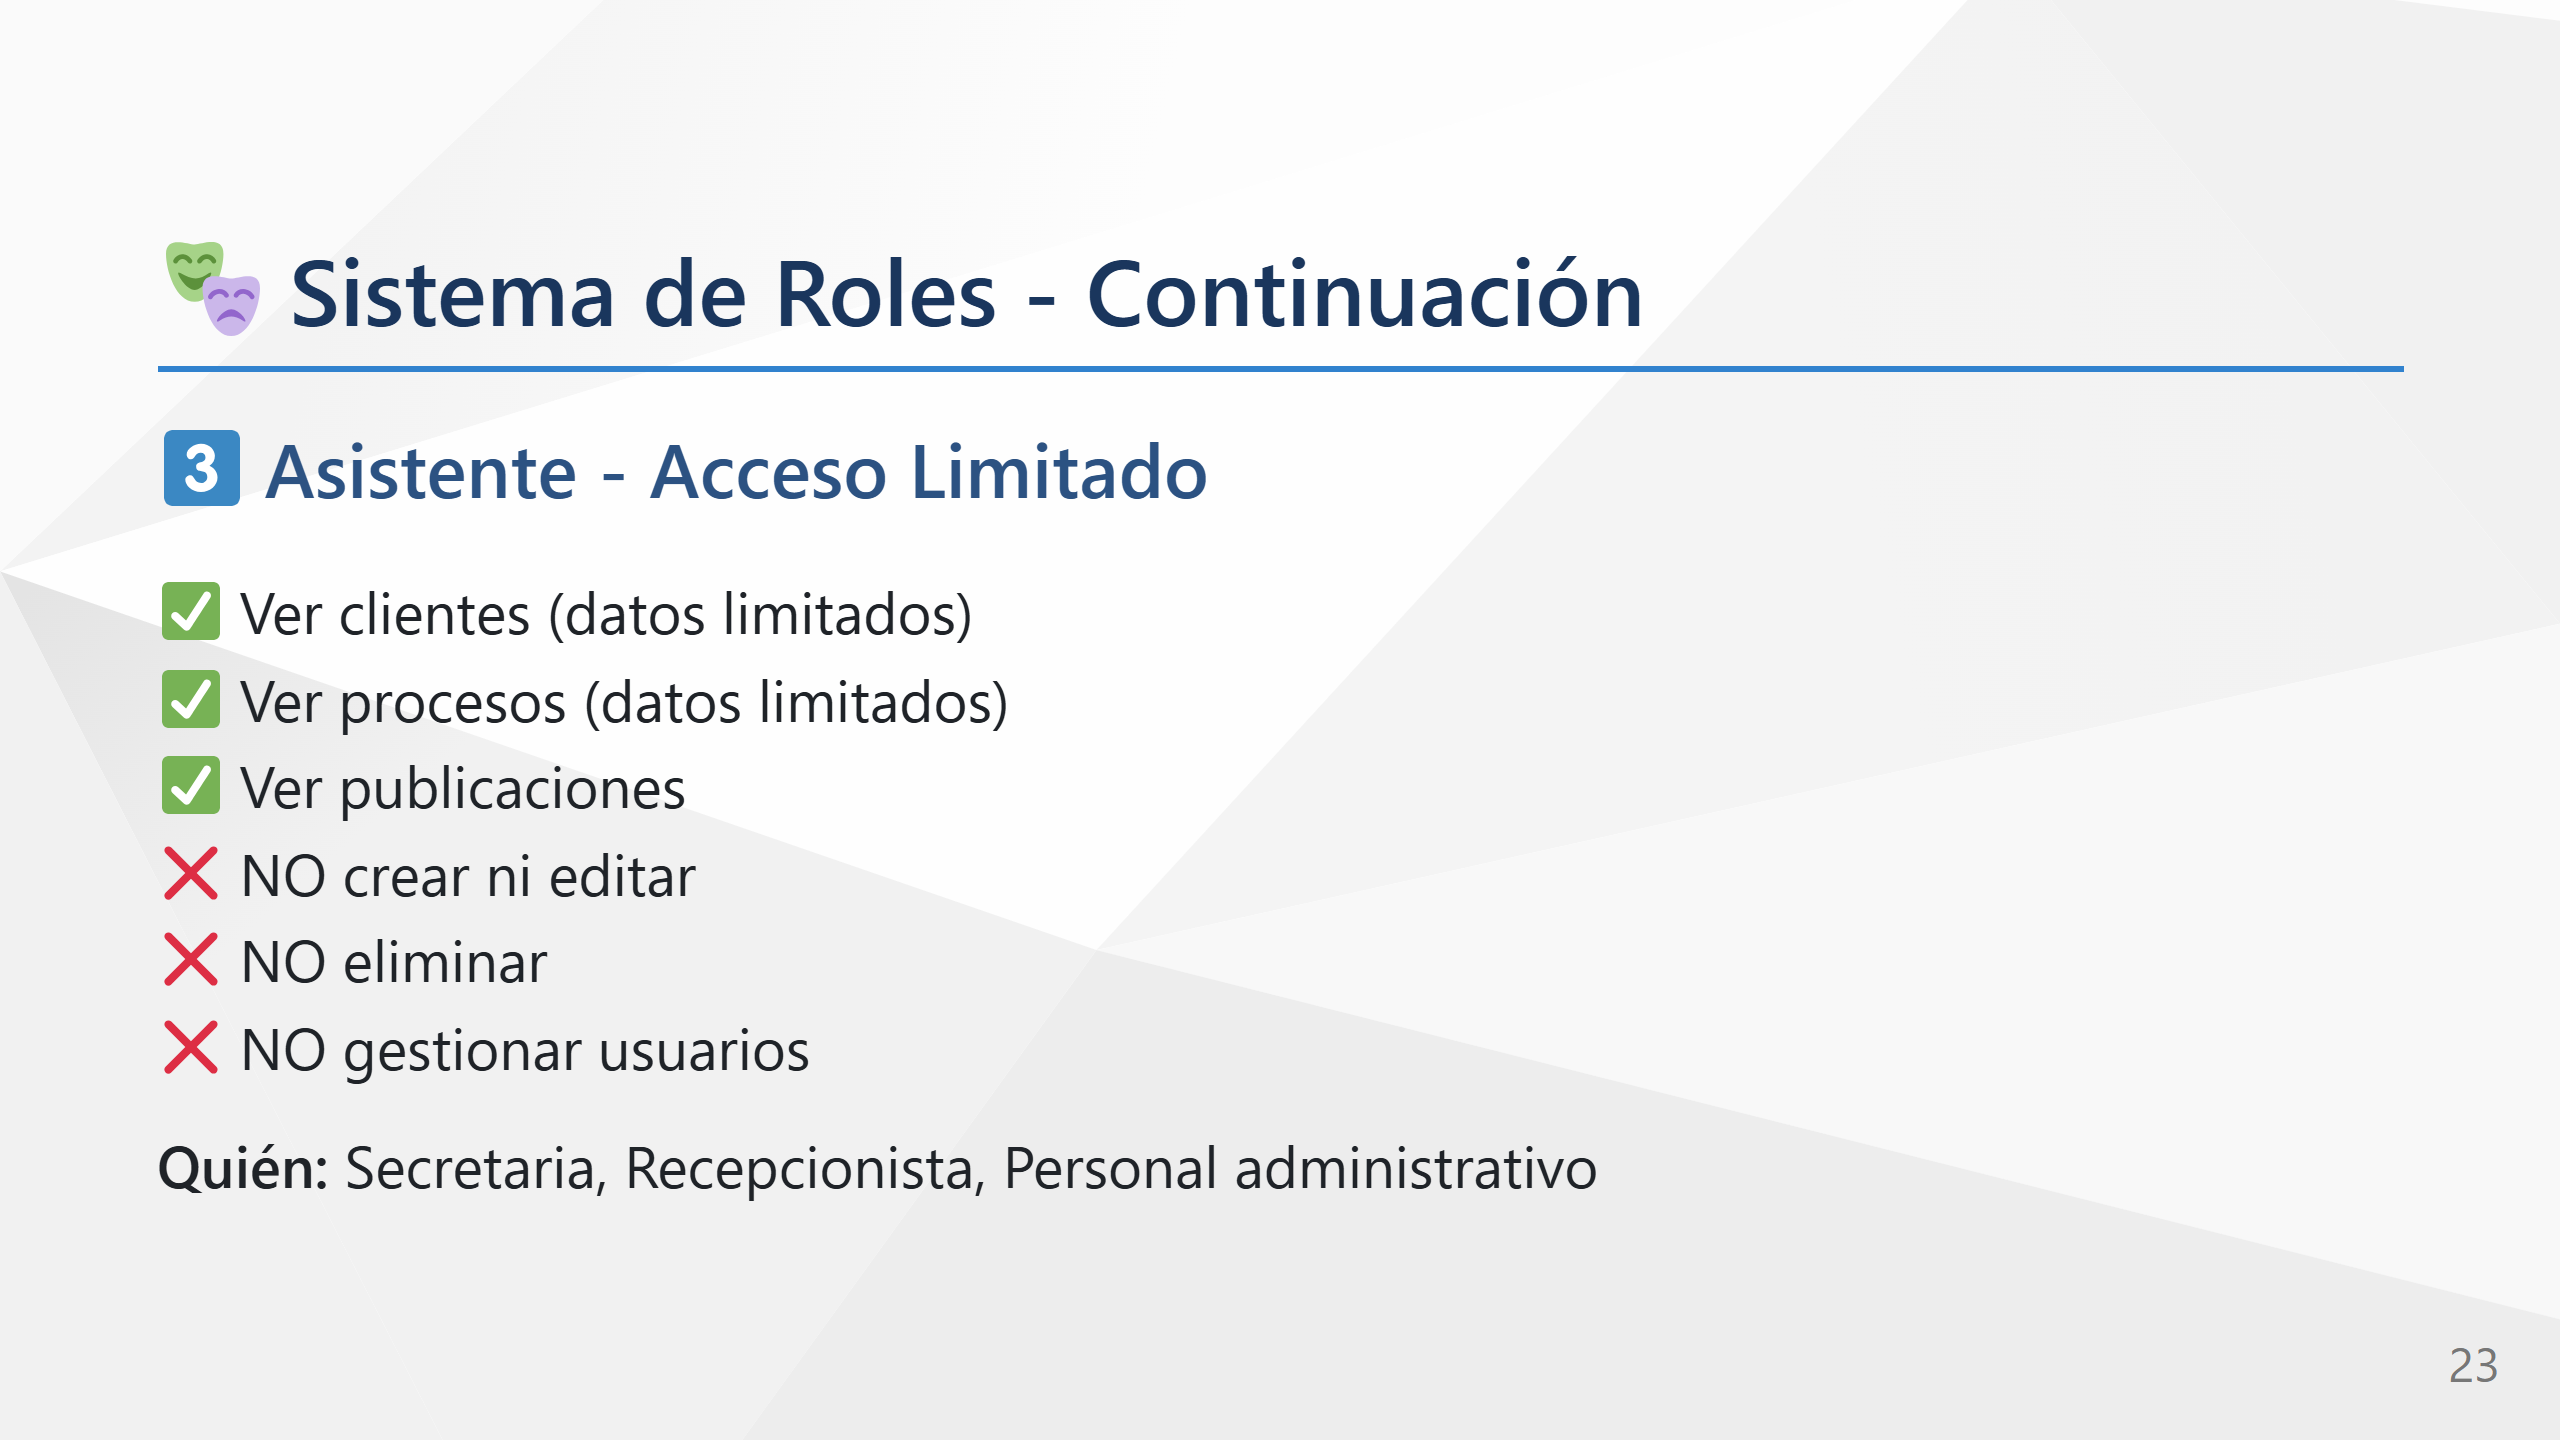 🎭 Sistema de Roles - Continuación
3️⃣ Asistente - Acceso Limitado
✅ Ver clientes (datos limitados)
✅ Ver procesos (datos limitados)
✅ Ver publicaciones
❌ NO crear ni editar
❌ NO eliminar
❌ NO gestionar usuarios
Quién: Secretaria, Recepcionista, Personal administrativo
23